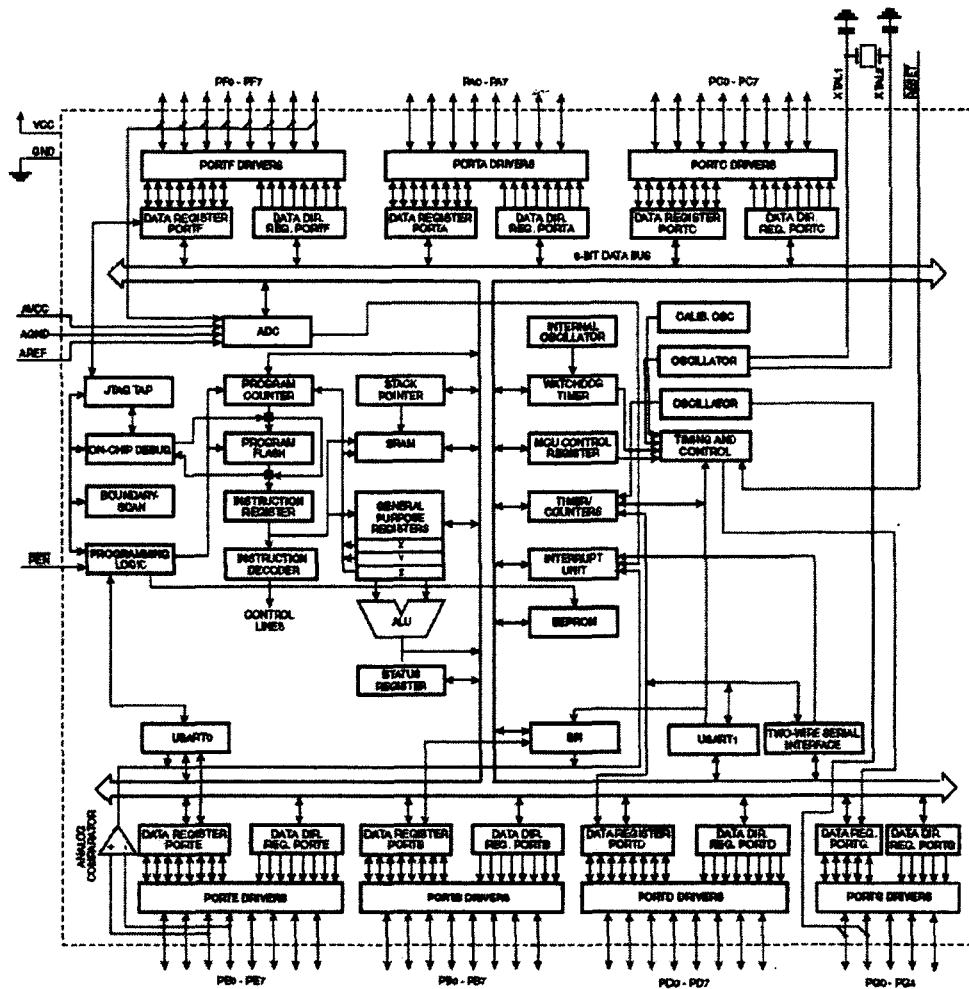 XTAL1
XTAL2
RESET
PF0 - PF7
PA0 - PA7
PC0 - PC7
VCC
GND
PORTF DRIVERS
PORTA DRIVERS
PORTC DRIVERS
DATA REGISTER
PORTF
DATA DIR.
REG. PORTF
DATA REGISTER
PORTA
DATA DIR.
REG. PORTA
DATA REGISTER
PORTC
DATA DIR.
REG. PORTC
8-BIT DATA BUS
AVCC
AGND
AREF
ADC
INTERNAL
OSCILLATOR
CALIB. OSC
OSCILLATOR
JTAG TAP
PROGRAM
COUNTER
STACK
POINTER
WATCHDOG
TIMER
OSCILLATOR
ON-CHIP DEBUG
PROGRAM
FLASH
SRAM
MCU CONTROL
REGISTER
TIMING AND
CONTROL
BOUNDARY-
SCAN
INSTRUCTION
REGISTER
GENERAL
PURPOSE
REGISTERS
X
Y
Z
TIMER/
COUNTERS
PEN
PROGRAMMING
LOGIC
INSTRUCTION
DECODER
INTERRUPT
UNIT
CONTROL
LINES
ALU
EEPROM
STATUS
REGISTER
USART0
SPI
USART1
TWO-WIRE SERIAL
INTERFACE
ANALOG
COMPARATOR
DATA REGISTER
PORTE
DATA DIR.
REG. PORTE
DATA REGISTER
PORTB
DATA DIR.
REG. PORTB
DATA REGISTER
PORTD
DATA DIR.
REG. PORTD
DATA REG.
PORTG
DATA DIR.
REG. PORTG
PORTE DRIVERS
PORTB DRIVERS
PORTD DRIVERS
PORTG DRIVERS
PE0 - PE7
PB0 - PB7
PD0 - PD7
PG0 - PG4